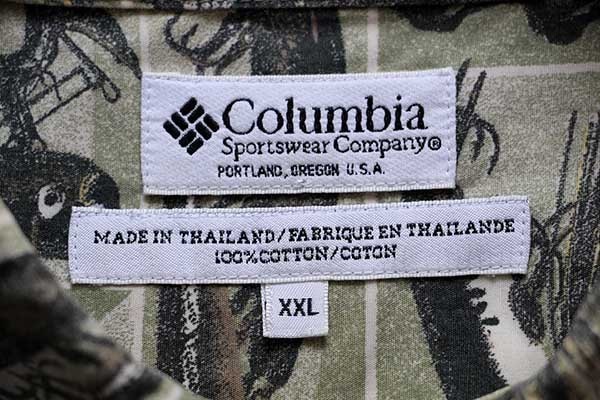 Columbia
Sportswear Company®
PORTLAND, OREGON U.S.A.
MADE IN THAILAND/FABRIQUE EN THAILANDE
100% COTTON/COTON
XXL